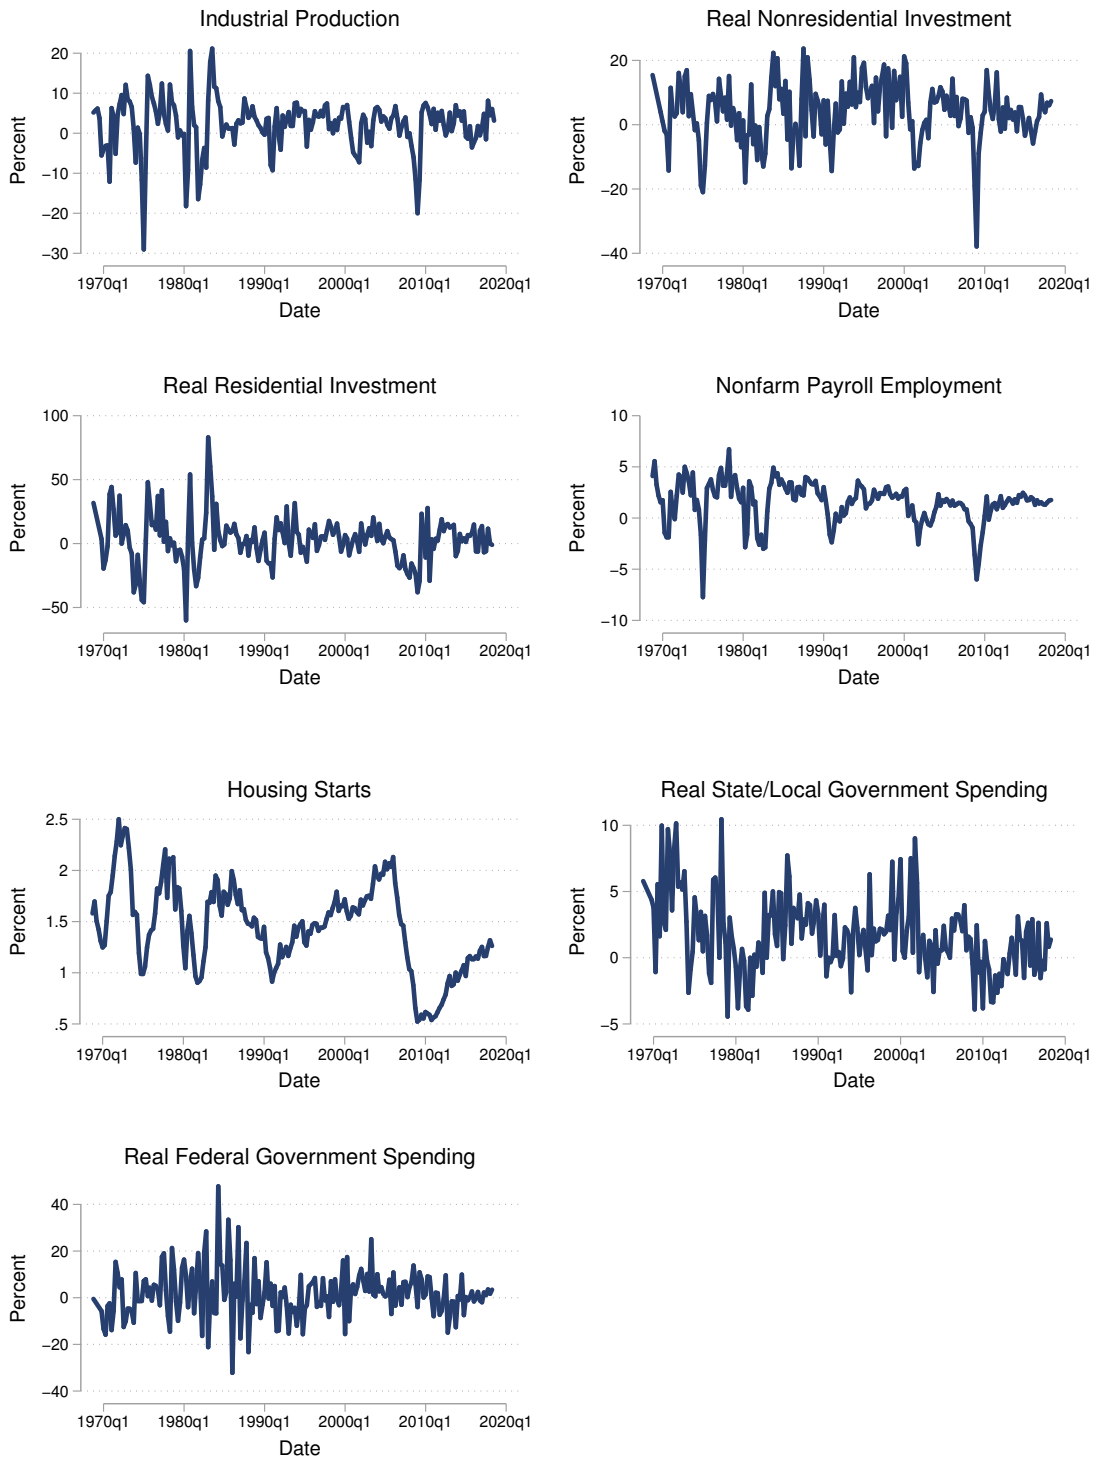 Industrial Production
Percent
20
10
0
−10
−20
−30
1970q1 1980q1 1990q1 2000q1 2010q1 2020q1
Date
Real Nonresidential Investment
Percent
20
0
−20
−40
1970q1 1980q1 1990q1 2000q1 2010q1 2020q1
Date
Real Residential Investment
Percent
100
50
0
−50
1970q1 1980q1 1990q1 2000q1 2010q1 2020q1
Date
Nonfarm Payroll Employment
Percent
10
5
0
−5
−10
1970q1 1980q1 1990q1 2000q1 2010q1 2020q1
Date
Housing Starts
Percent
2.5
2
1.5
1
.5
1970q1 1980q1 1990q1 2000q1 2010q1 2020q1
Date
Real State/Local Government Spending
Percent
10
5
0
−5
1970q1 1980q1 1990q1 2000q1 2010q1 2020q1
Date
Real Federal Government Spending
Percent
40
20
0
−20
−40
1970q1 1980q1 1990q1 2000q1 2010q1 2020q1
Date